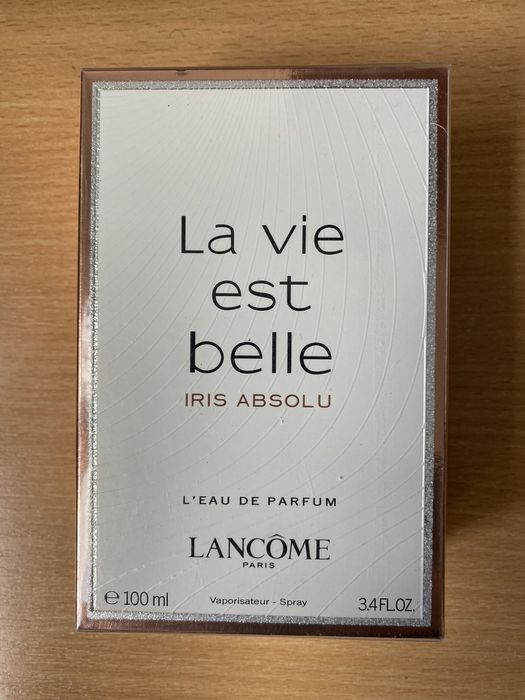 La vie
est
belle
IRIS ABSOLU
L'EAU DE PARFUM
LANCÔME
PARIS
℮ 100 ml Vaporisateur - Spray 3,4 FL.OZ.